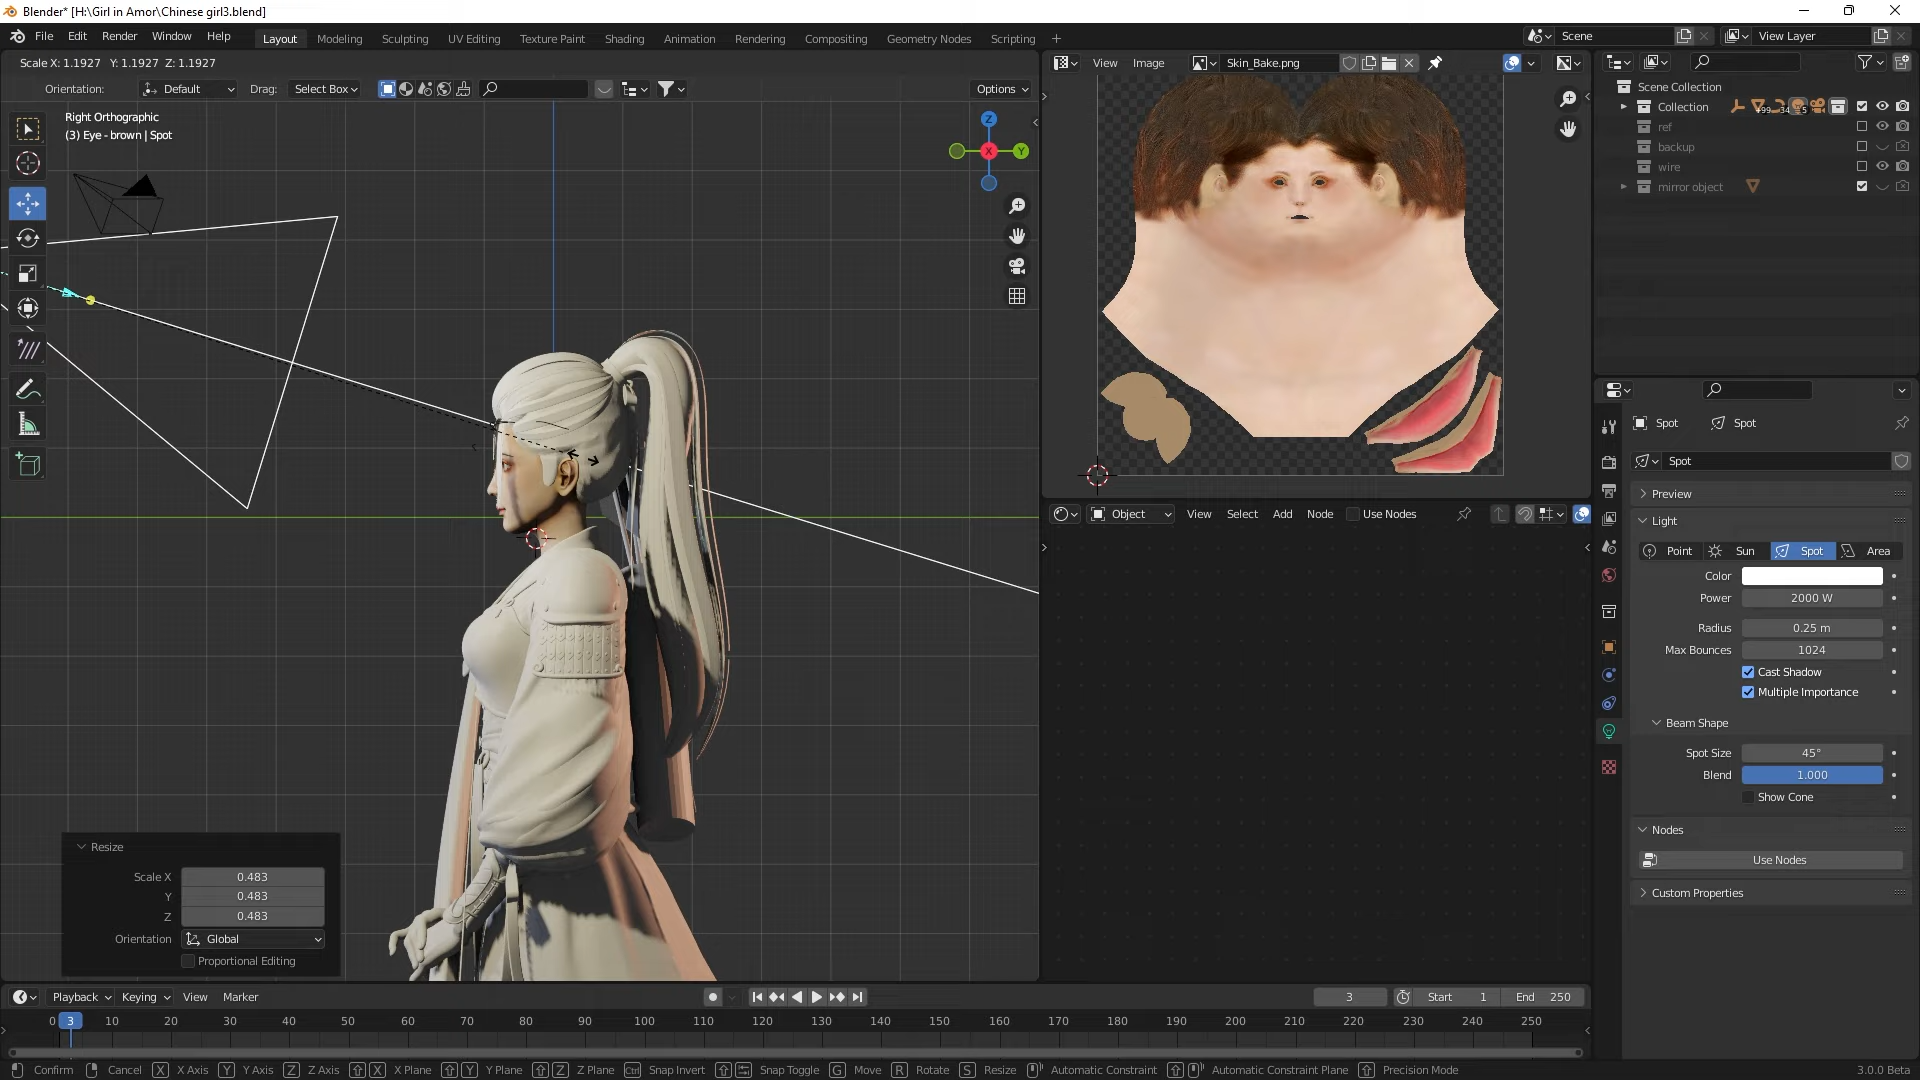 Blender* [H:\Girl in Amor\Chinese girl3.blend]
File Edit Render Window Help Layout Modeling Sculpting UV Editing Texture Paint Shading Animation Rendering Compositing Geometry Nodes Scripting + Scene View Layer
Scale X: 1.1927 Y: 1.1927 Z: 1.1927 View Image Skin_Bake.png
Orientation: Default Drag: Select Box Options
Right Orthographic
(3) Eye - brown | Spot
Z
X Y
Scene Collection
Collection
ref
backup
wire
mirror object
Object View Select Add Node Use Nodes
Spot Spot
Spot
Preview
Light
Point Sun Spot Area
Color
Power 2000 W
Radius 0.25 m
Max Bounces 1024
Cast Shadow
Multiple Importance
Beam Shape
Spot Size 45°
Blend 1.000
Show Cone
Nodes
Use Nodes
Custom Properties
Resize
Scale X 0.483
Y 0.483
Z 0.483
Orientation Global
Proportional Editing
Playback Keying View Marker 3 Start 1 End 250
0 3 10 20 30 40 50 60 70 80 90 100 110 120 130 140 150 160 170 180 190 200 210 220 230 240 250
Confirm Cancel X X Axis Y Y Axis Z Z Axis X X Plane Y Y Plane Z Z Plane Ctrl Snap Invert Snap Toggle G Move R Rotate S Resize Automatic Constraint Automatic Constraint Plane Precision Mode 3.0.0 Beta